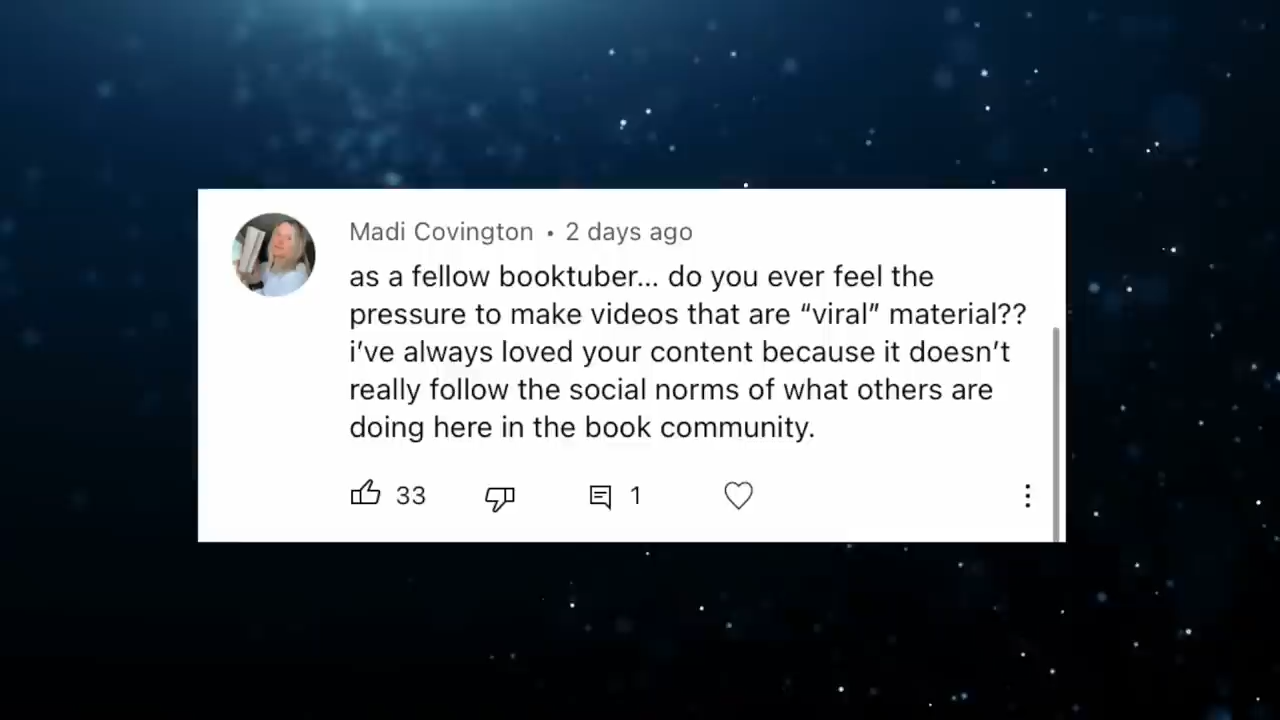 Madi Covington • 2 days ago
as a fellow booktuber... do you ever feel the
pressure to make videos that are “viral” material??
i’ve always loved your content because it doesn’t
really follow the social norms of what others are
doing here in the book community.
33 1